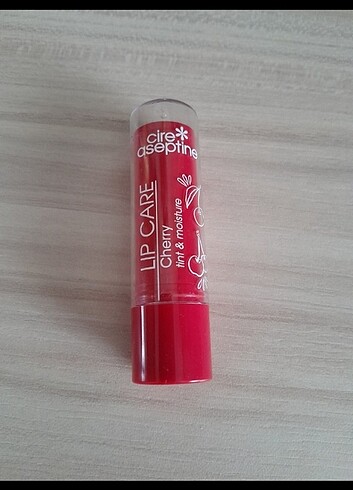 cire*
aseptine
LIP CARE
Cherry
tint & moisture